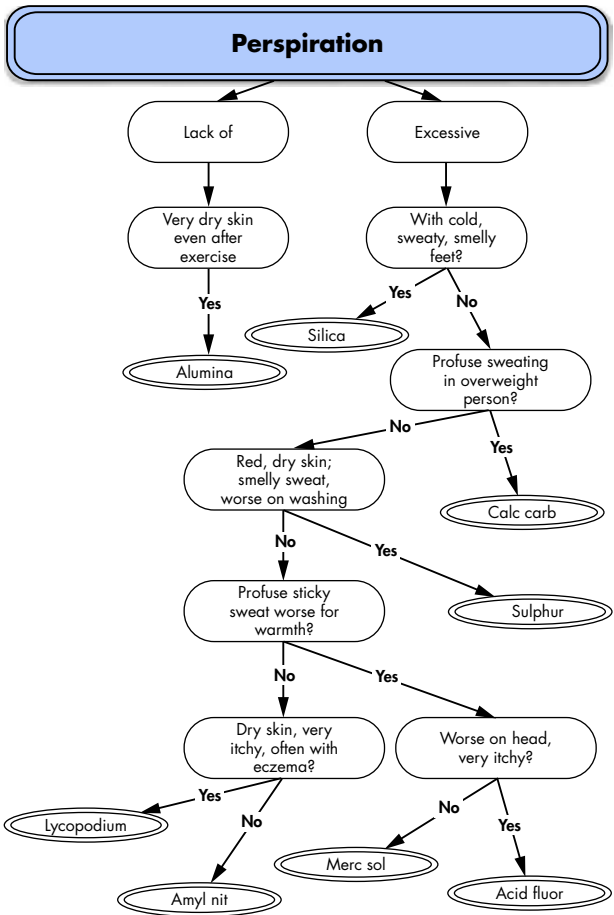 Perspiration
Lack of
Excessive
Very dry skin
even after
exercise
With cold,
sweaty, smelly
feet?
Yes
Alumina
Yes
No
Silica
Profuse sweating
in overweight
person?
No
Yes
Red, dry skin;
smelly sweat,
worse on washing
Calc carb
No
Yes
Profuse sticky
sweat worse for
warmth?
Sulphur
No
Yes
Dry skin, very
itchy, often with
eczema?
Worse on head,
very itchy?
Yes
No
Lycopodium
Amyl nit
No
Yes
Merc sol
Acid fluor